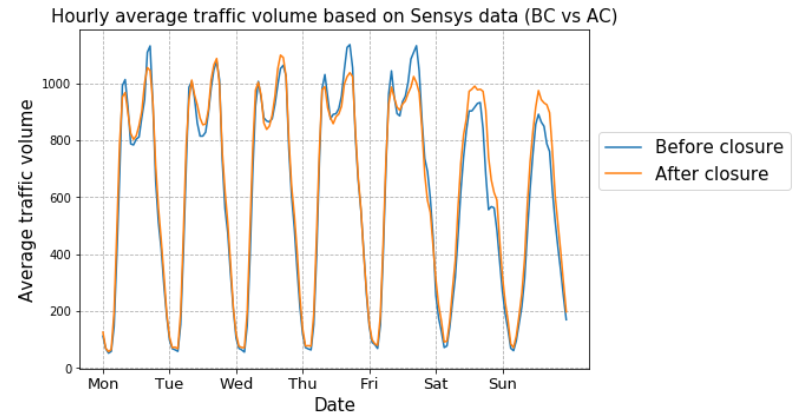 Hourly average traffic volume based on Sensys data (BC vs AC)
1000
800
600
400
200
0
Average traffic volume
Mon Tue Wed Thu Fri Sat Sun
Date
Before closure
After closure